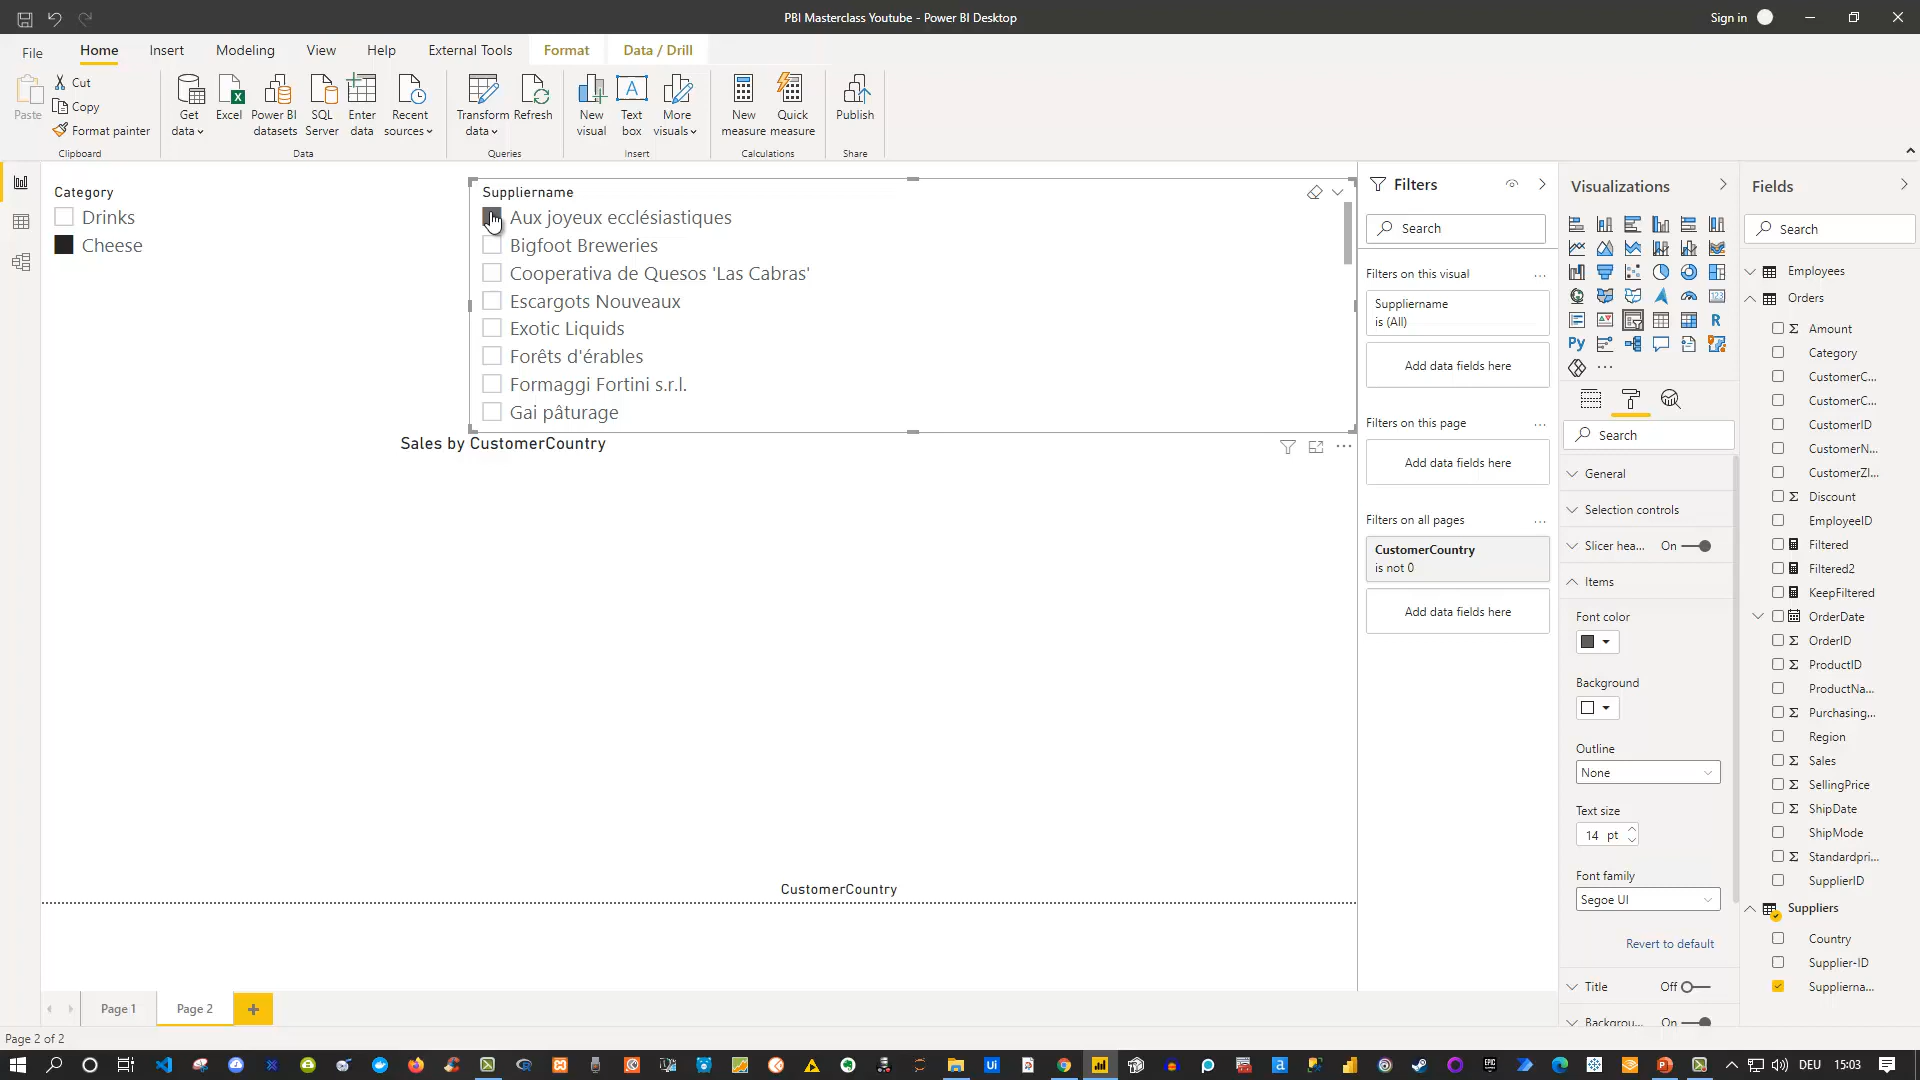 PBI Masterclass Youtube - Power BI Desktop
Sign in
File
Home
Insert
Modeling
View
Help
External Tools
Format
Data / Drill
Paste
Cut
Copy
Format painter
Clipboard
Get data
Excel
Power BI datasets
SQL Server
Enter data
Recent sources
Data
Transform data
Refresh
Queries
New visual
Text box
More visuals
Insert
New measure
Quick measure
Calculations
Publish
Share
Category
Drinks
Cheese
Suppliername
Aux joyeux ecclésiastiques
Bigfoot Breweries
Cooperativa de Quesos 'Las Cabras'
Escargots Nouveaux
Exotic Liquids
Forêts d'érables
Formaggi Fortini s.r.l.
Gai pâturage
Sales by CustomerCountry
CustomerCountry
Filters
Search
Filters on this visual
...
Suppliername
is (All)
Add data fields here
Filters on this page
...
Add data fields here
Filters on all pages
...
CustomerCountry
is not 0
Add data fields here
Visualizations
123
R
Py
...
Search
General
Selection controls
Slicer hea... On
Items
Font color
Background
Outline
None
Text size
14 pt
Font family
Segoe UI
Revert to default
Title Off
Backgrou... On
Fields
Search
Employees
Orders
Σ Amount
Category
CustomerC...
CustomerC...
CustomerID
CustomerN...
CustomerZI...
Σ Discount
EmployeeID
Filtered
Filtered2
KeepFiltered
OrderDate
Σ OrderID
Σ ProductID
ProductNa...
Σ Purchasing...
Region
Σ Sales
Σ SellingPrice
Σ ShipDate
ShipMode
Σ Standardpri...
SupplierID
Suppliers
Country
Supplier-ID
Supplierna...
Page 1
Page 2
+
Page 2 of 2
DEU
15:03